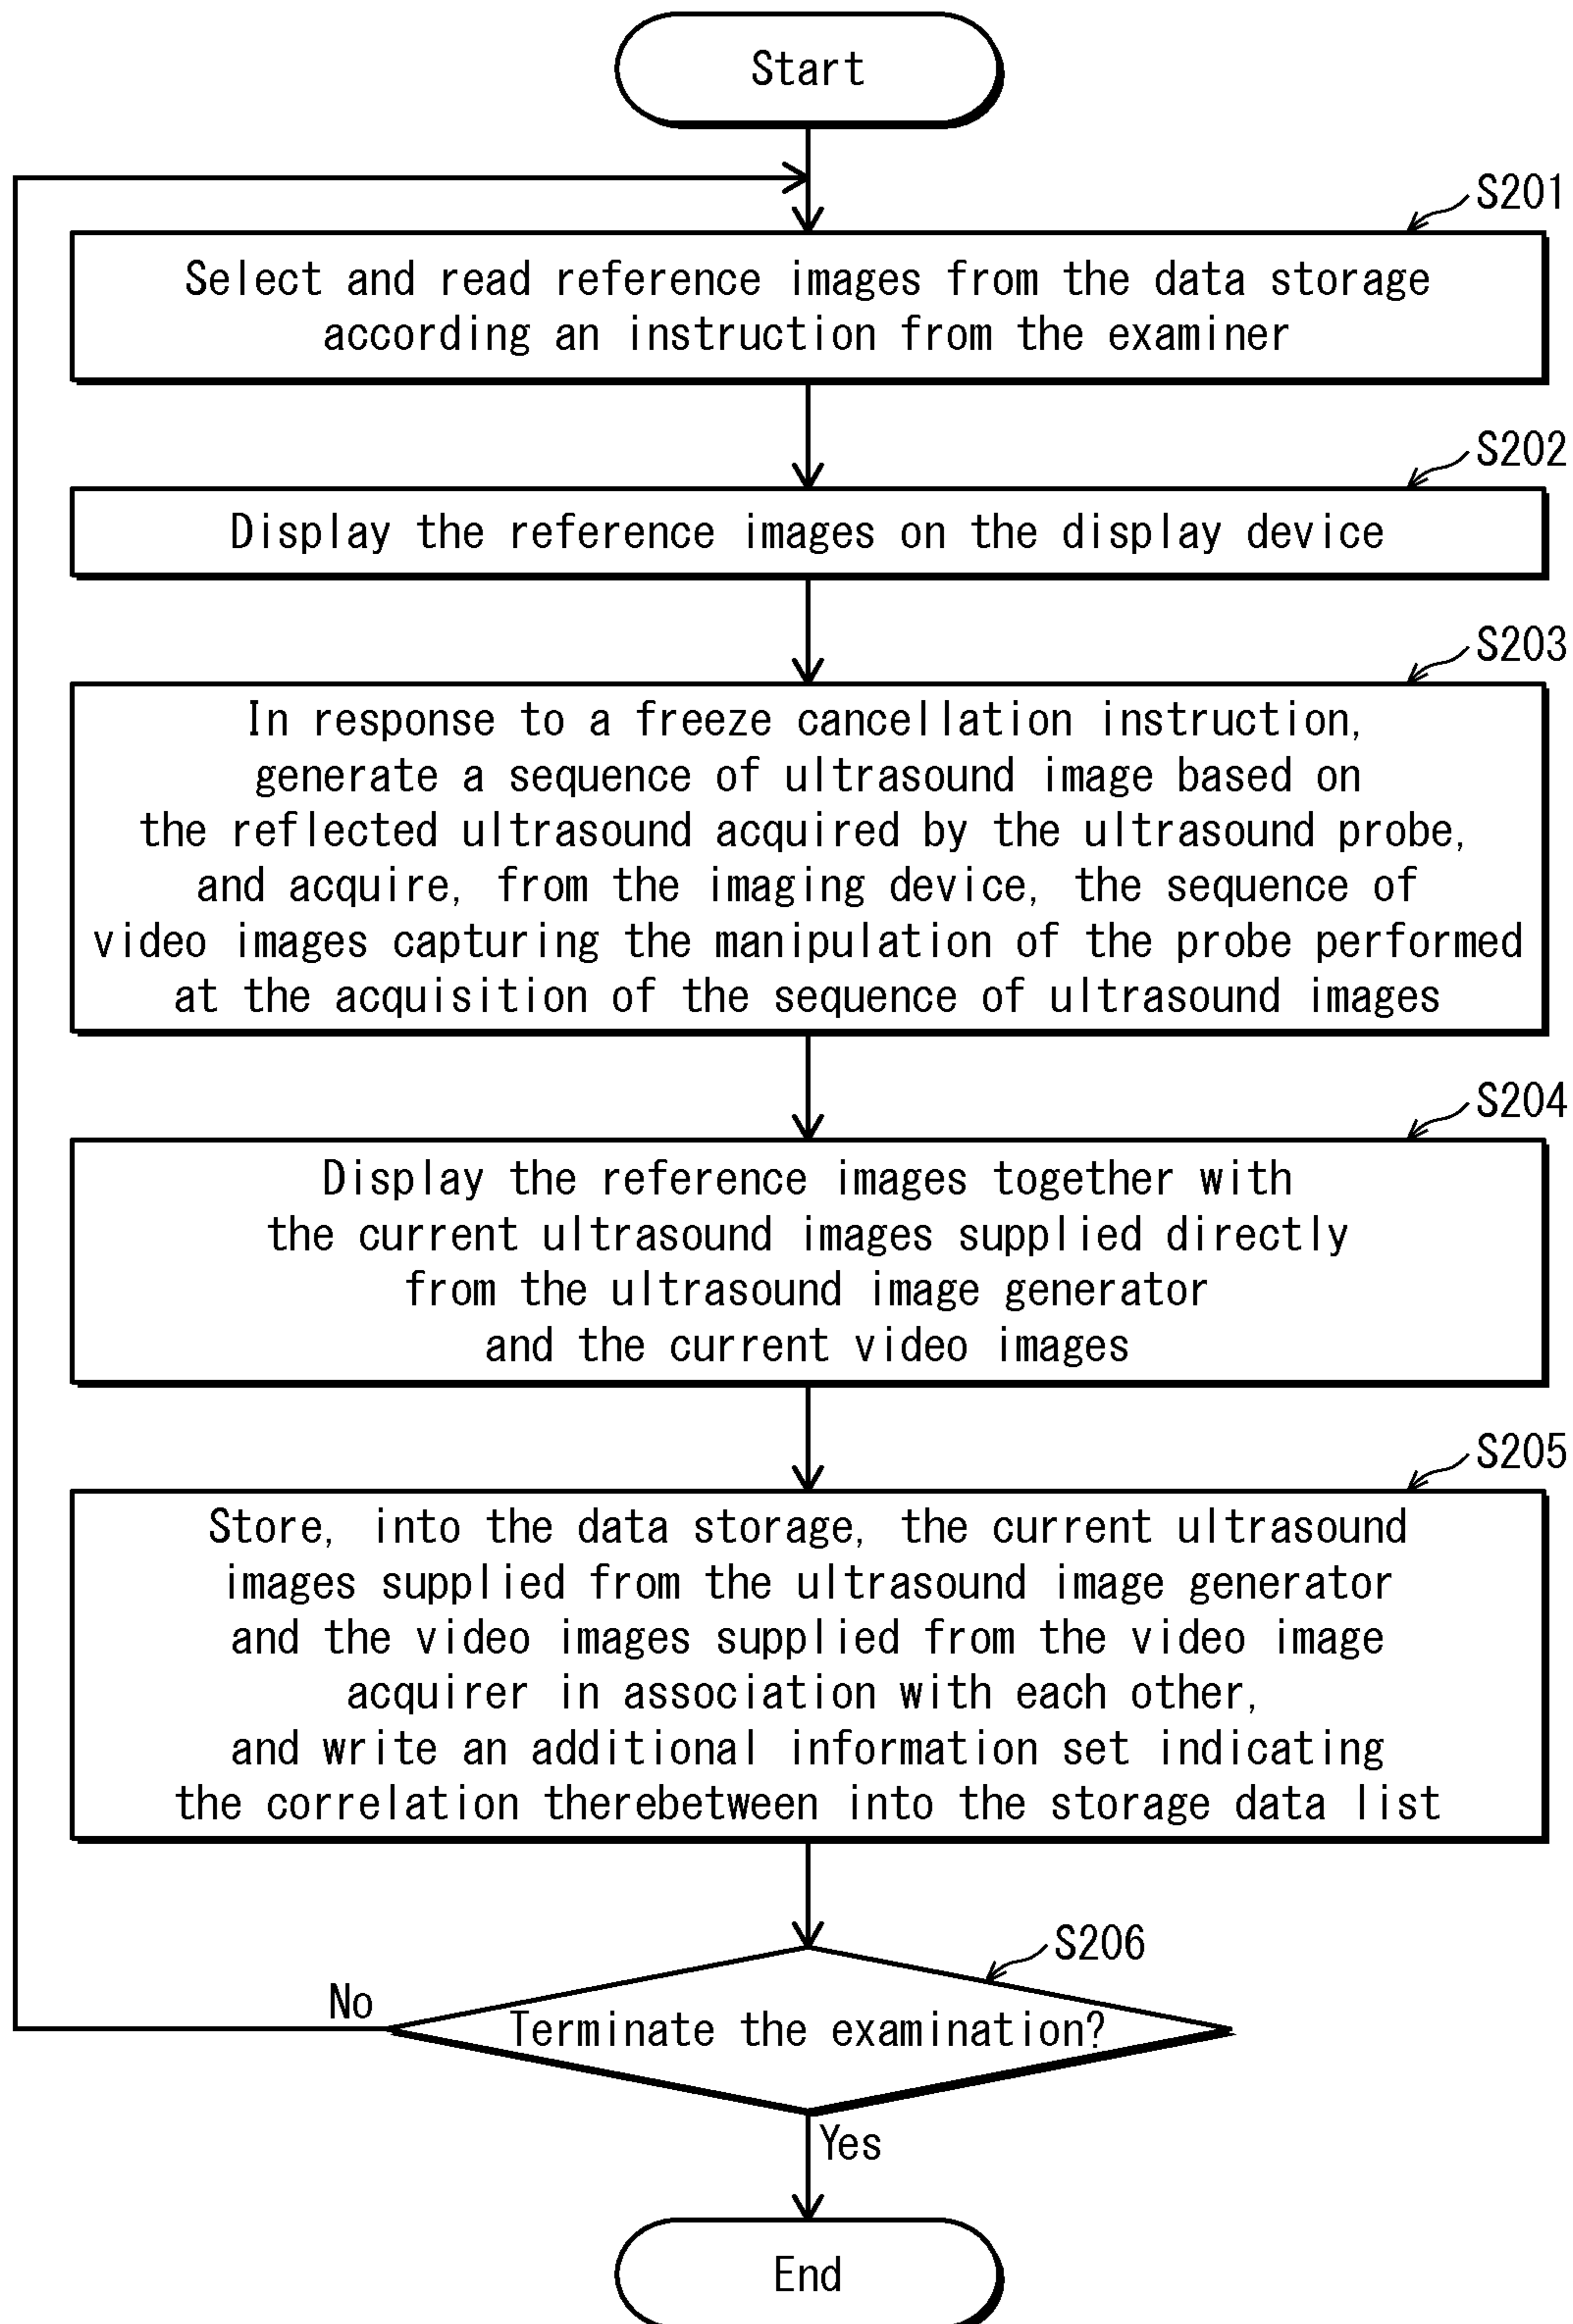 Start
S201
Select and read reference images from the data storage
according an instruction from the examiner
S202
Display the reference images on the display device
S203
In response to a freeze cancellation instruction,
generate a sequence of ultrasound image based on
the reflected ultrasound acquired by the ultrasound probe,
and acquire, from the imaging device, the sequence of
video images capturing the manipulation of the probe performed
at the acquisition of the sequence of ultrasound images
S204
Display the reference images together with
the current ultrasound images supplied directly
from the ultrasound image generator
and the current video images
S205
Store, into the data storage, the current ultrasound
images supplied from the ultrasound image generator
and the video images supplied from the video image
acquirer in association with each other,
and write an additional information set indicating
the correlation therebetween into the storage data list
S206
No
Terminate the examination?
Yes
End